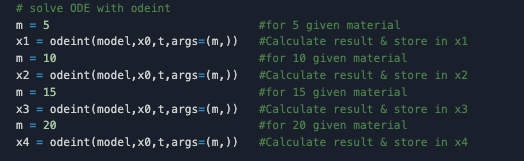 # solve ODE with odeint
m = 5 #for 5 given material
x1 = odeint(model,x0,t,args=(m,)) #Calculate result & store in x1
m = 10 #for 10 given material
x2 = odeint(model,x0,t,args=(m,)) #Calculate result & store in x2
m = 15 #for 15 given material
x3 = odeint(model,x0,t,args=(m,)) #Calculate result & store in x3
m = 20 #for 20 given material
x4 = odeint(model,x0,t,args=(m,)) #Calculate result & store in x4